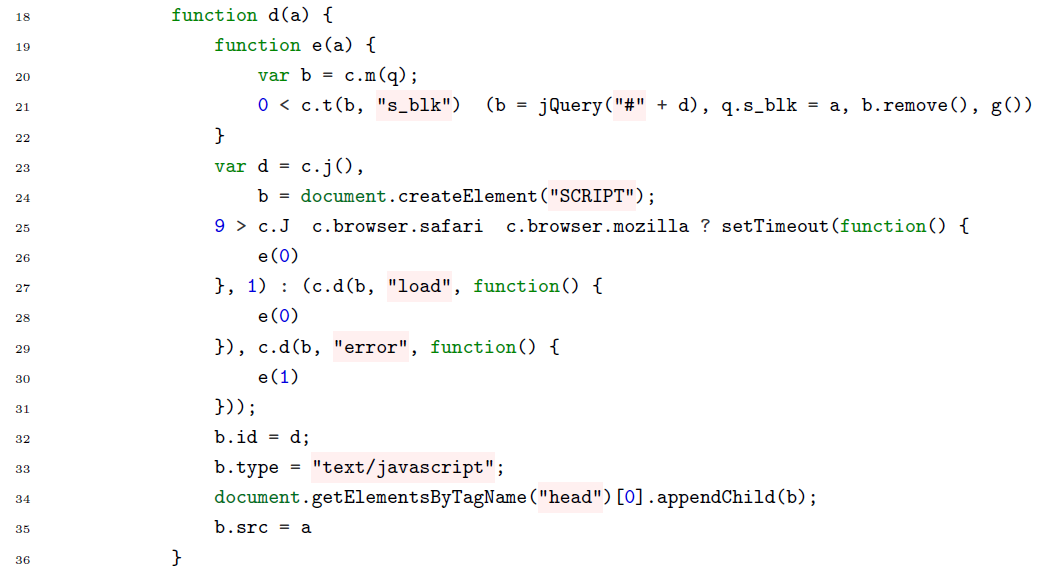 18 function d(a) {
19 function e(a) {
20 var b = c.m(q);
21 0 < c.t(b, "s_blk")  (b = jQuery("#" + d), q.s_blk = a, b.remove(), g())
22 }
23 var d = c.j(),
24 b = document.createElement("SCRIPT");
25 9 > c.J  c.browser.safari  c.browser.mozilla ? setTimeout(function() {
26 e(0)
27 }, 1) : (c.d(b, "load", function() {
28 e(0)
29 }), c.d(b, "error", function() {
30 e(1)
31 }));
32 b.id = d;
33 b.type = "text/javascript";
34 document.getElementsByTagName("head")[0].appendChild(b);
35 b.src = a
36 }